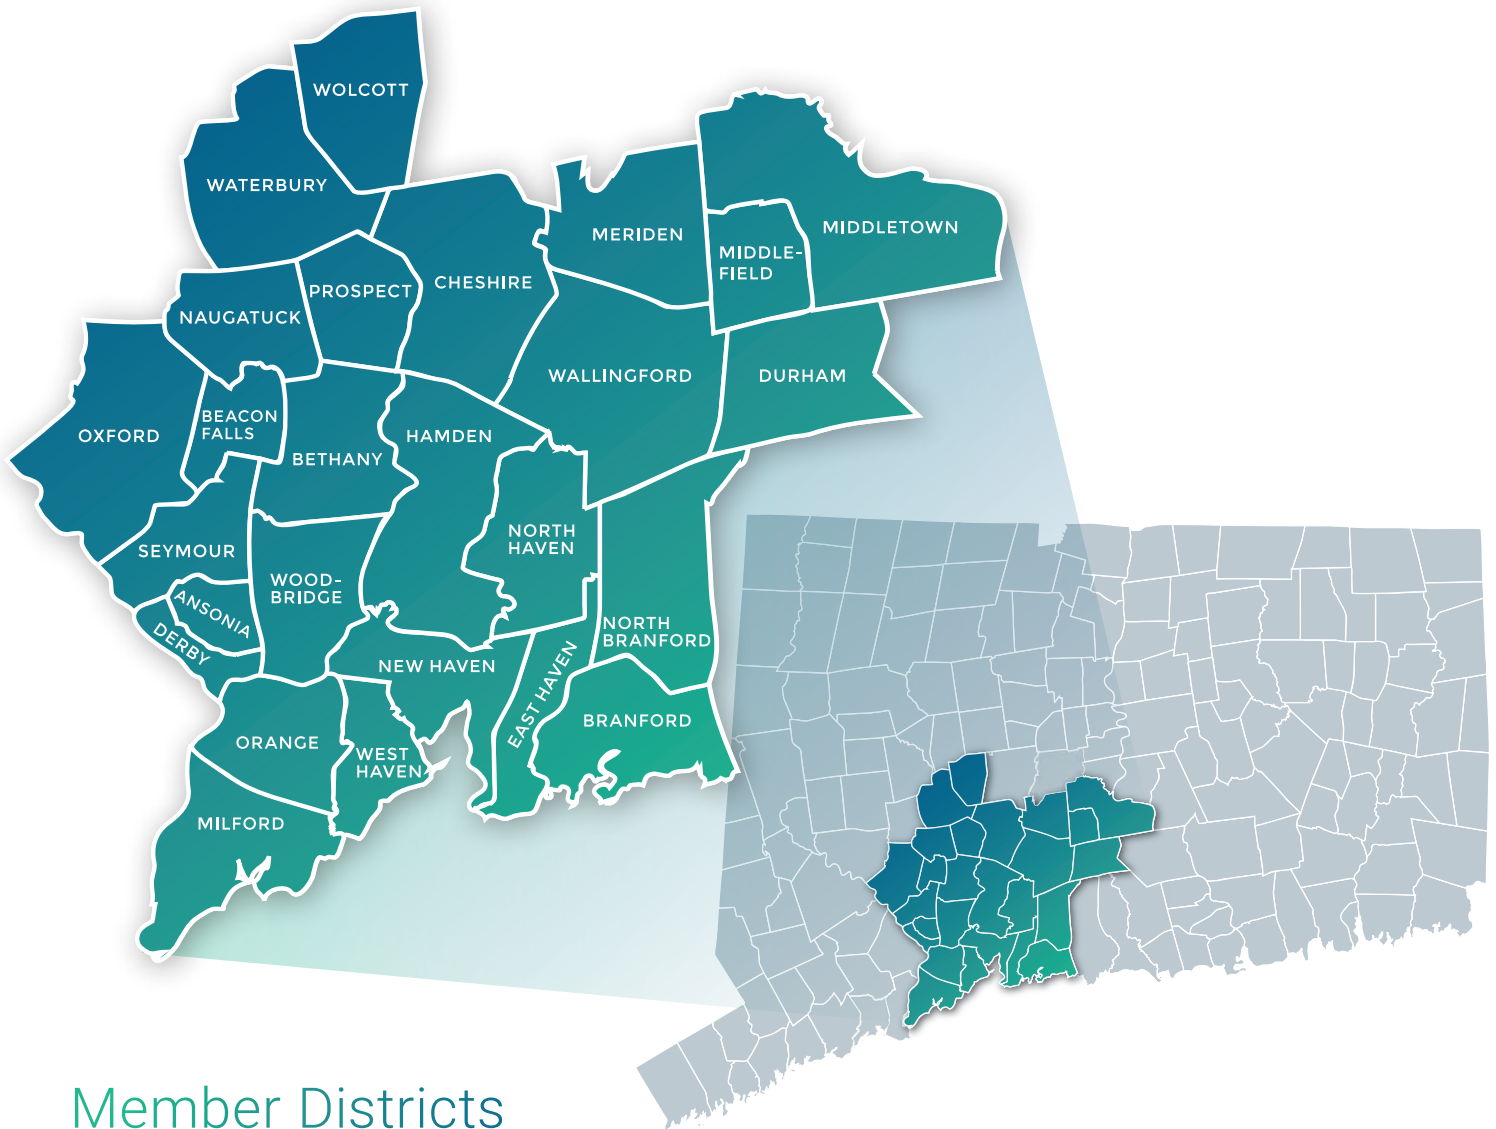 WOLCOTT
WATERBURY
MERIDEN
MIDDLETOWN
MIDDLE-
FIELD
CHESHIRE
PROSPECT
NAUGATUCK
WALLINGFORD
DURHAM
OXFORD
BEACON
FALLS
HAMDEN
BETHANY
NORTH
HAVEN
SEYMOUR
WOOD-
BRIDGE
ANSONIA
DERBY
NORTH
BRANFORD
NEW HAVEN
EAST HAVEN
BRANFORD
ORANGE
WEST
HAVEN
MILFORD
Member Districts